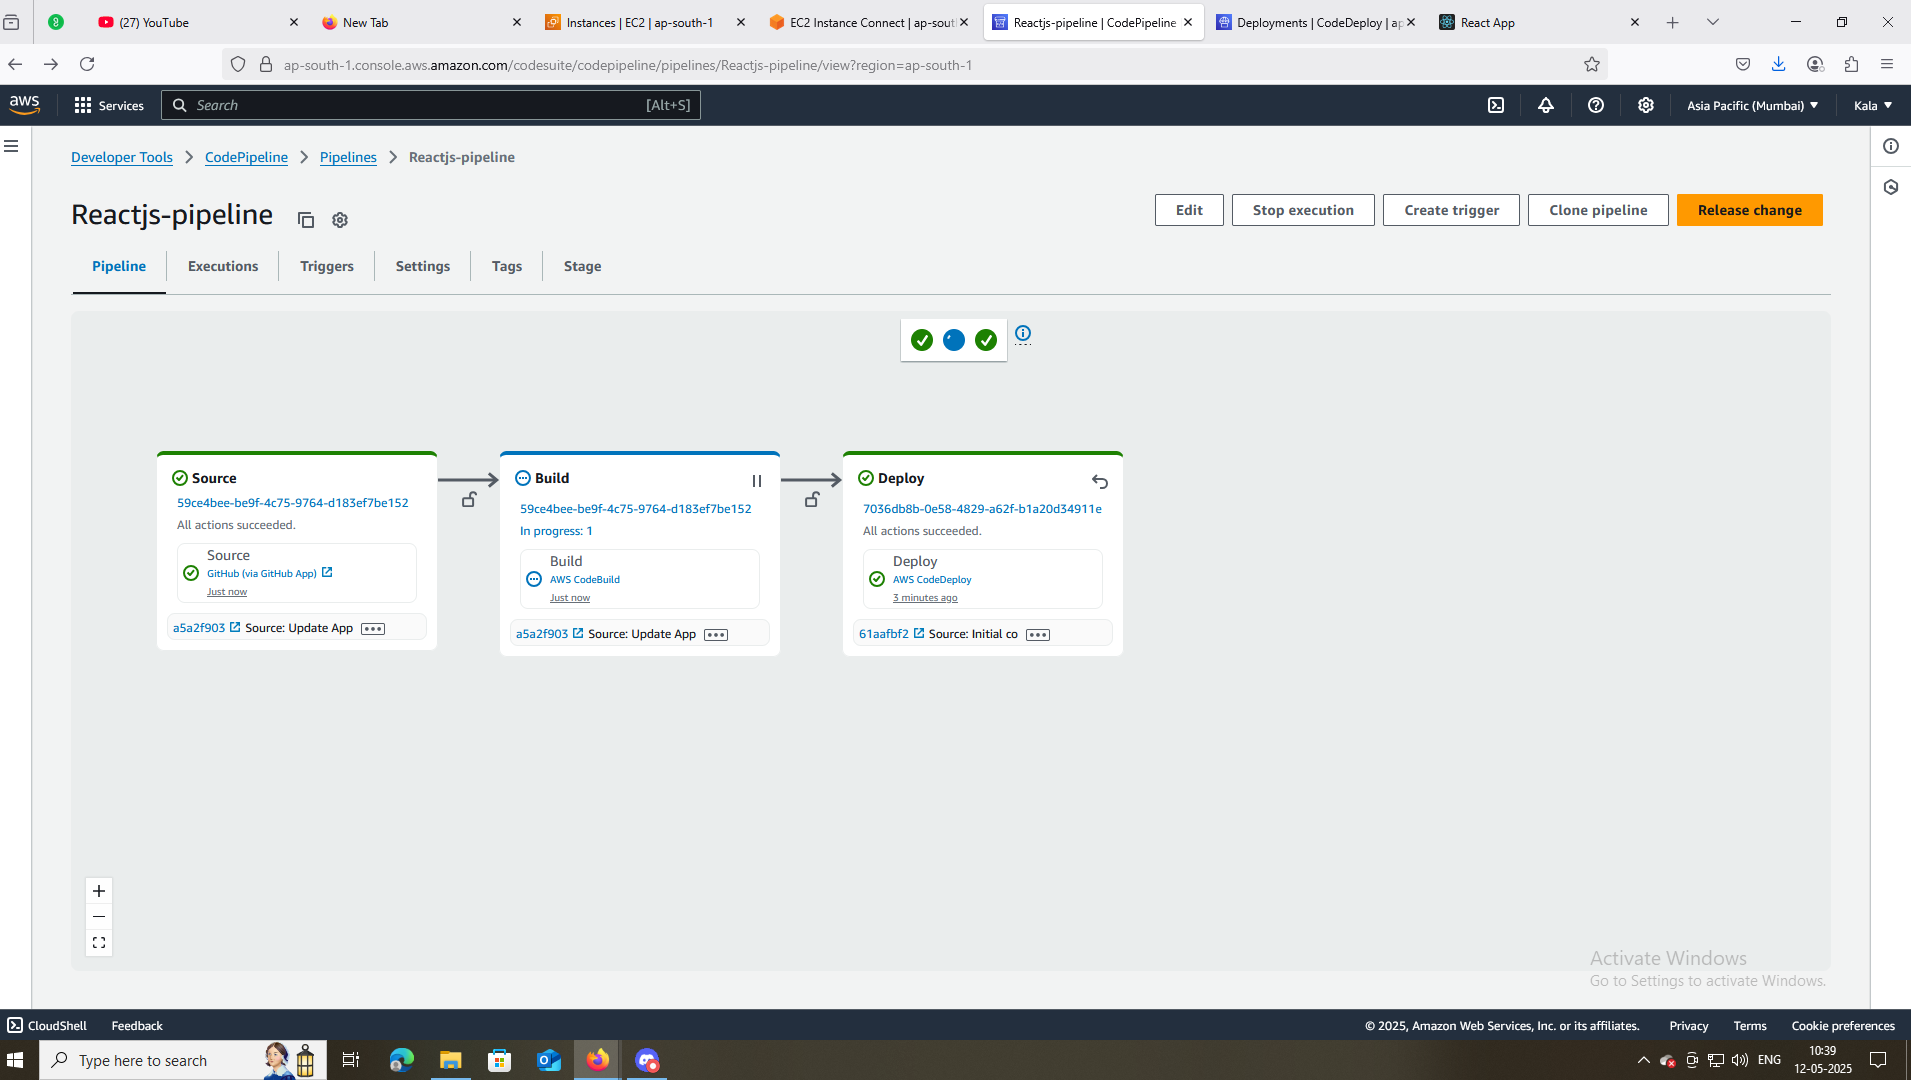 (27) YouTube
New Tab
Instances | EC2 | ap-south-1
EC2 Instance Connect | ap-sout
Reactjs-pipeline | CodePipeline
Deployments | CodeDeploy | ap
React App
ap-south-1.console.aws.amazon.com/codesuite/codepipeline/pipelines/Reactjs-pipeline/view?region=ap-south-1
aws
Services
Search
[Alt+S]
Asia Pacific (Mumbai)
Kala
Developer Tools
CodePipeline
Pipelines
Reactjs-pipeline
Reactjs-pipeline
Edit
Stop execution
Create trigger
Clone pipeline
Release change
Pipeline
Executions
Triggers
Settings
Tags
Stage
Source
59ce4bee-be9f-4c75-9764-d183ef7be152
All actions succeeded.
Source
GitHub (via GitHub App)
Just now
a5a2f903 Source: Update App
Build
59ce4bee-be9f-4c75-9764-d183ef7be152
In progress: 1
Build
AWS CodeBuild
Just now
a5a2f903 Source: Update App
Deploy
7036db8b-0e58-4829-a62f-b1a20d34911e
All actions succeeded.
Deploy
AWS CodeDeploy
3 minutes ago
61aafbf2 Source: Initial co
Activate Windows
Go to Settings to activate Windows.
CloudShell
Feedback
© 2025, Amazon Web Services, Inc. or its affiliates.
Privacy
Terms
Cookie preferences
Type here to search
ENG
10:39
12-05-2025